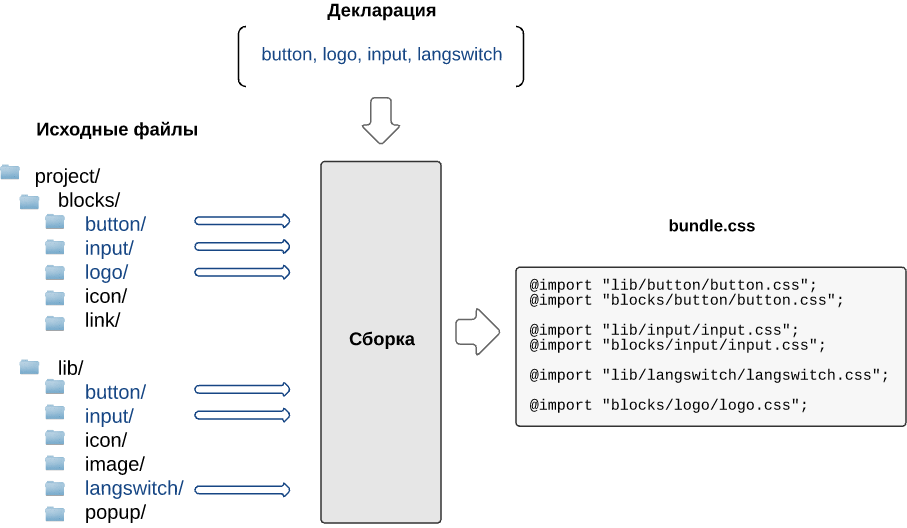 Декларация
button, logo, input, langswitch
Исходные файлы
project/
blocks/
button/
input/
logo/
icon/
link/
lib/
button/
input/
icon/
image/
langswitch/
popup/
Сборка
bundle.css
@import "lib/button/button.css";
@import "blocks/button/button.css";
@import "lib/input/input.css";
@import "blocks/input/input.css";
@import "lib/langswitch/langswitch.css";
@import "blocks/logo/logo.css";